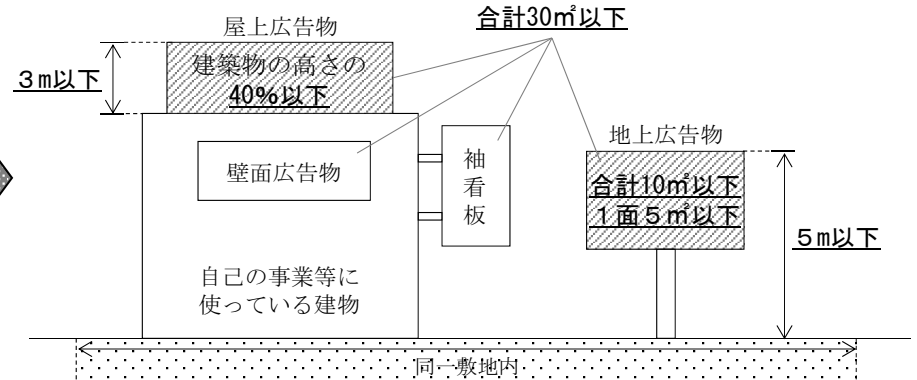 合計30㎡以下
屋上広告物
建築物の高さの
40%以下
3m以下
壁面広告物
袖看板
地上広告物
合計10㎡以下
1面5㎡以下
5m以下
自己の事業等に
使っている建物
同一敷地内